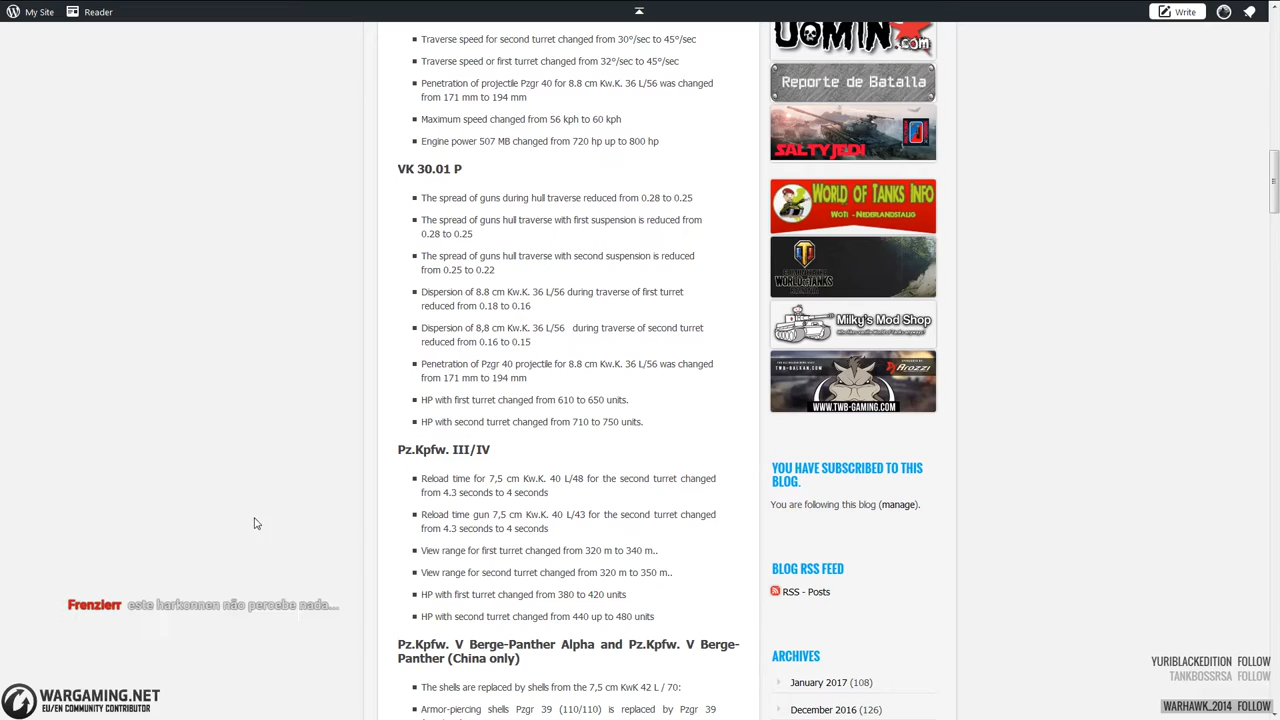 My Site
Reader
Write
Traverse speed for second turret changed from 30°/sec to 45°/sec
Traverse speed or first turret changed from 32°/sec to 45°/sec
Penetration of projectile Pzgr 40 for 8.8 cm Kw.K. 36 L/56 was changed
from 171 mm to 194 mm
Maximum speed changed from 56 kph to 60 kph
Engine power 507 MB changed from 720 hp up to 800 hp
VK 30.01 P
The spread of guns during hull traverse reduced from 0.28 to 0.25
The spread of guns hull traverse with first suspension is reduced from
0.28 to 0.25
The spread of guns hull traverse with second suspension is reduced
from 0.25 to 0.22
Dispersion of 8.8 cm Kw.K. 36 L/56 during traverse of first turret
reduced from 0.18 to 0.16
Dispersion of 8,8 cm Kw.K. 36 L/56 during traverse of second turret
reduced from 0.16 to 0.15
Penetration of Pzgr 40 projectile for 8.8 cm Kw.K. 36 L/56 was changed
from 171 mm to 194 mm
HP with first turret changed from 610 to 650 units.
HP with second turret changed from 710 to 750 units.
Pz.Kpfw. III/IV
Reload time for 7,5 cm Kw.K. 40 L/48 for the second turret changed
from 4.3 seconds to 4 seconds
Reload time gun 7,5 cm Kw.K. 40 L/43 for the second turret changed
from 4.3 seconds to 4 seconds
View range for first turret changed from 320 m to 340 m..
View range for second turret changed from 320 m to 350 m..
HP with first turret changed from 380 to 420 units
HP with second turret changed from 440 up to 480 units
Pz.Kpfw. V Berge-Panther Alpha and Pz.Kpfw. V Berge-
Panther (China only)
The shells are replaced by shells from the 7,5 cm KwK 42 L / 70:
Armor-piercing shells Pzgr 39 (110/110) is replaced by Pzgr 39
.com
Reporte de Batalla
SALTYJEDI
WORLD OF TANKS INFO
WOTI - NEDERLANDSTALIG
WORLD OF TANKS
Milky's Mod Shop
Arozzi
WWW.TWB-GAMING.COM
YOU HAVE SUBSCRIBED TO THIS
BLOG.
You are following this blog (manage).
BLOG RSS FEED
RSS - Posts
ARCHIVES
January 2017 (108)
December 2016 (126)
Frenzlerr este harkonnen não percebe nada...
WARGAMING.NET
EU/EN COMMUNITY CONTRIBUTOR
YURIBLACKEDITION FOLLOW
TANKBOSSRSA FOLLOW
WARHAWK_2014 FOLLOW